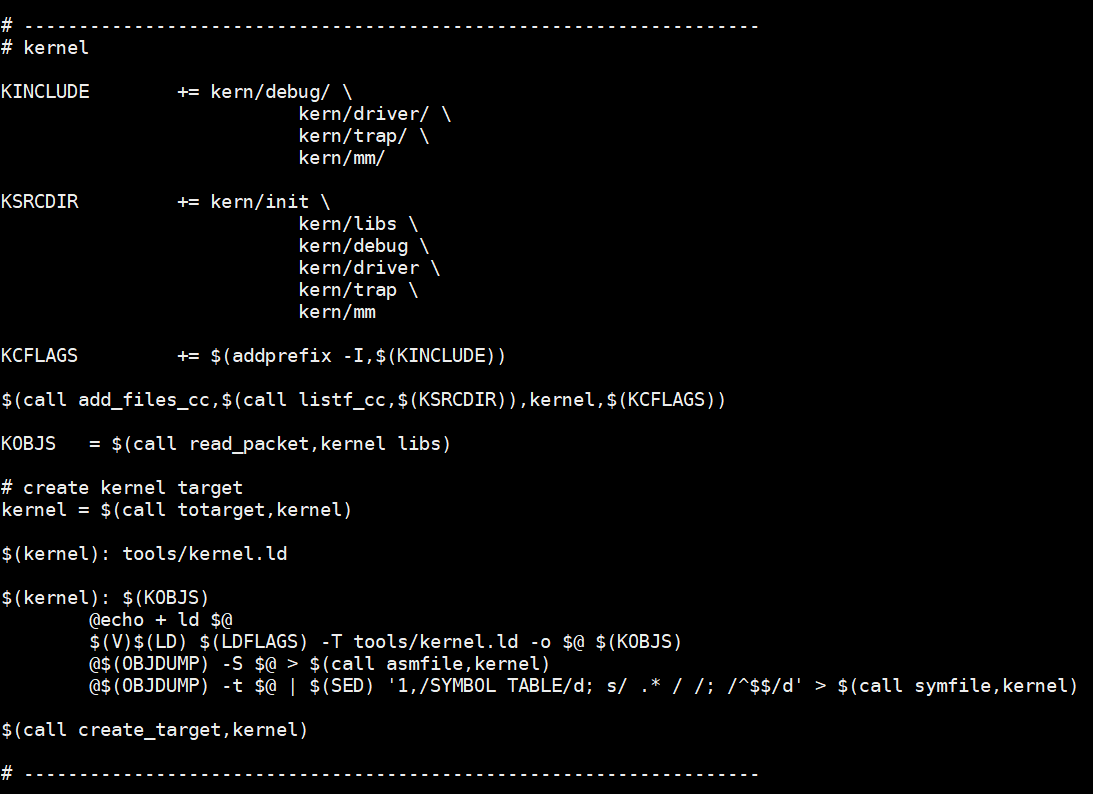 # -------------------------------------------------------------------
# kernel
KINCLUDE        += kern/debug/ \
                           kern/driver/ \
                           kern/trap/ \
                           kern/mm/
KSRCDIR         += kern/init \
                           kern/libs \
                           kern/debug \
                           kern/driver \
                           kern/trap \
                           kern/mm
KCFLAGS         += $(addprefix -I,$(KINCLUDE))
$(call add_files_cc,$(call listf_cc,$(KSRCDIR)),kernel,$(KCFLAGS))
KOBJS   = $(call read_packet,kernel libs)
# create kernel target
kernel = $(call totarget,kernel)
$(kernel): tools/kernel.ld
$(kernel): $(KOBJS)
        @echo + ld $@
        $(V)$(LD) $(LDFLAGS) -T tools/kernel.ld -o $@ $(KOBJS)
        @$(OBJDUMP) -S $@ > $(call asmfile,kernel)
        @$(OBJDUMP) -t $@ | $(SED) '1,/SYMBOL TABLE/d; s/ .* / /; /^$$/d' > $(call symfile,kernel)
$(call create_target,kernel)
# -------------------------------------------------------------------